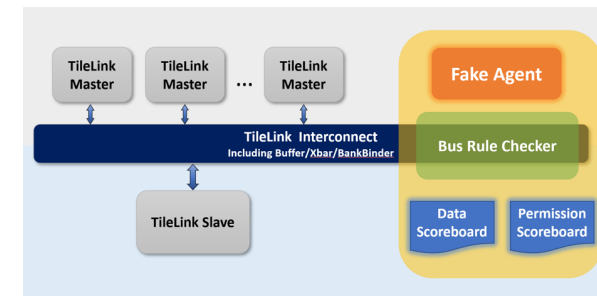 TileLink
Master
TileLink
Master
...
TileLink
Master
Fake Agent
TileLink Interconnect
Including Buffer/Xbar/BankBinder
Bus Rule Checker
TileLink Slave
Data
Scoreboard
Permission
Scoreboard